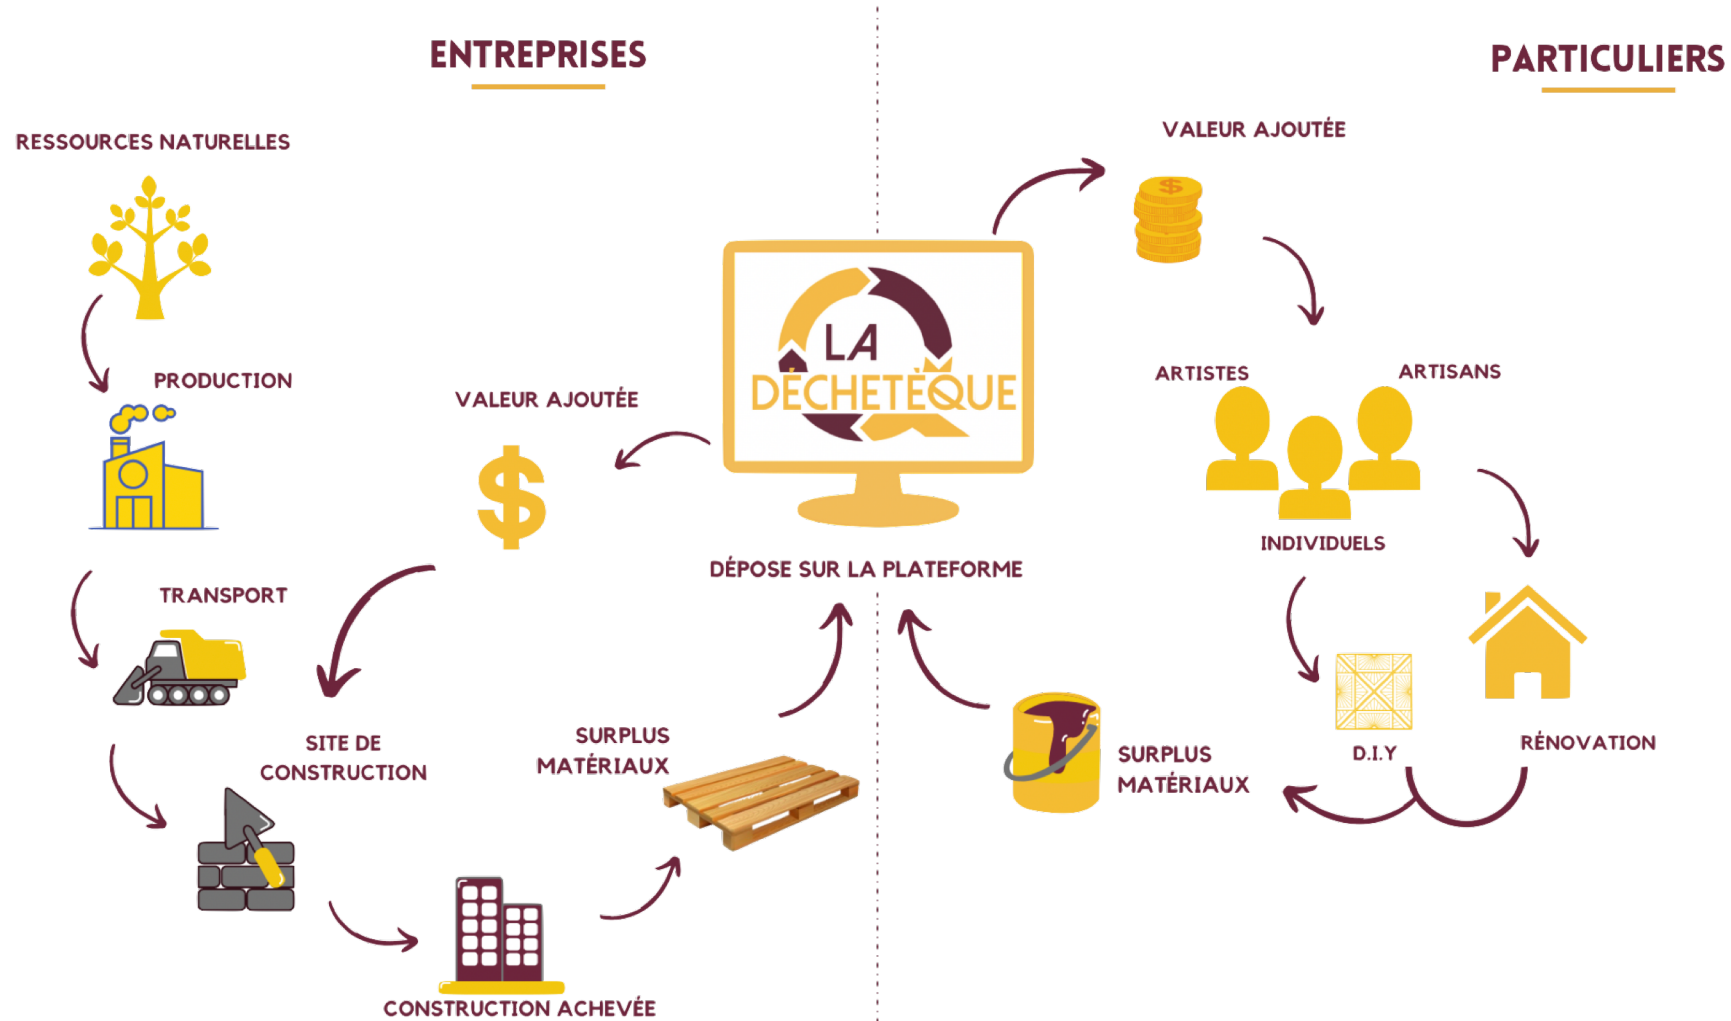 ENTREPRISES
PARTICULIERS
RESSOURCES NATURELLES
VALEUR AJOUTÉE
$
LA
DÉCHETÈQUE
PRODUCTION
VALEUR AJOUTÉE
$
ARTISTES
ARTISANS
INDIVIDUELS
DÉPOSE SUR LA PLATEFORME
TRANSPORT
SITE DE
CONSTRUCTION
SURPLUS
MATÉRIAUX
SURPLUS
MATÉRIAUX
D.I.Y
RÉNOVATION
CONSTRUCTION ACHEVÉE